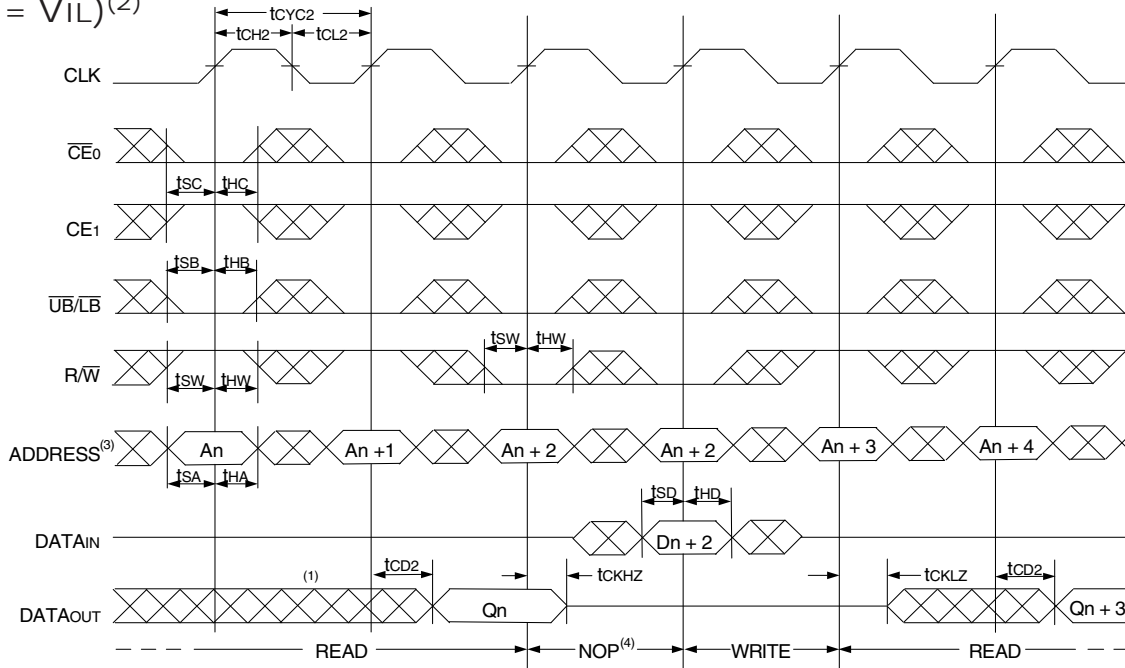 = VIL)(2)
tCYC2
tCH2 tCL2
CLK
CE0
tSC tHC
CE1
tSB tHB
UB/LB
tSW tHW
R/W
tSW tHW
ADDRESS(3) An An +1 An + 2 An + 2 An + 3 An + 4
tSA tHA
tSD tHD
DATAIN Dn + 2
(1) tCD2 tCKHZ tCKLZ tCD2
DATAOUT Qn Qn + 3
READ NOP(4) WRITE READ